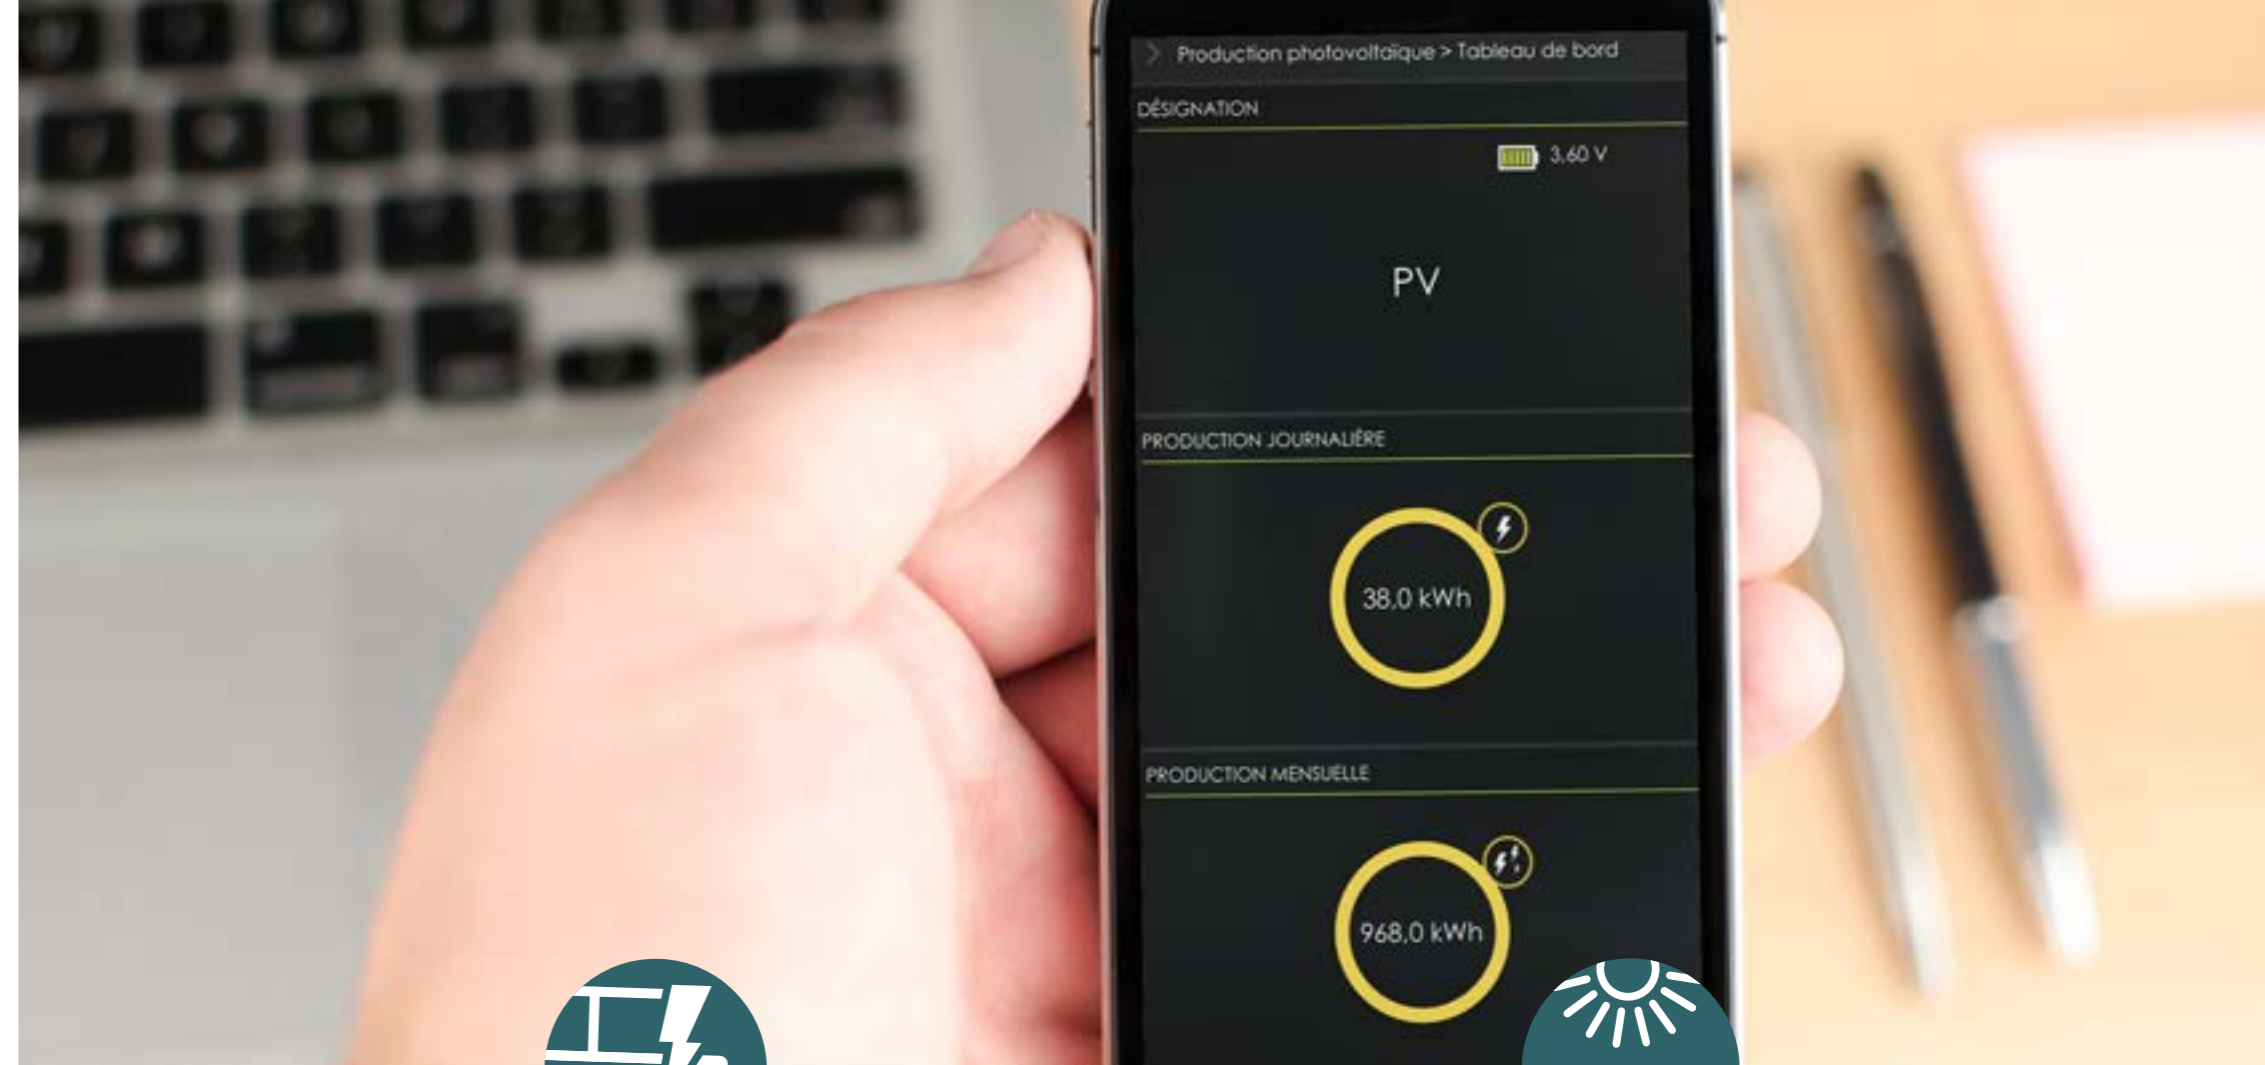 Production photovoltaïque > Tableau de bord
DÉSIGNATION
3,60 V
PV
PRODUCTION JOURNALIÈRE
38,0 kWh
PRODUCTION MENSUELLE
968,0 kWh